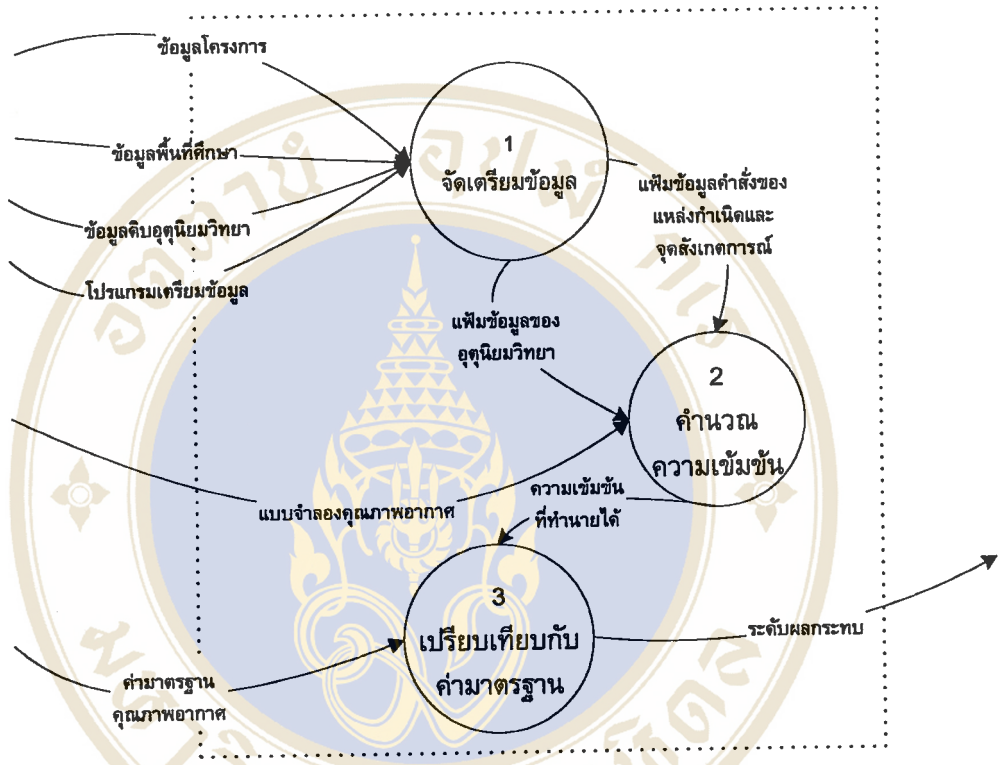 ข้อมูลโครงการ
ข้อมูลพื้นที่ศึกษา
ข้อมูลดิบอุตุนิยมวิทยา
โปรแกรมเตรียมข้อมูล
1
จัดเตรียมข้อมูล
แฟ้มข้อมูลคำสั่งของ
แหล่งกำเนิดและ
จุดสังเกตการณ์
แฟ้มข้อมูลของ
อุตุนิยมวิทยา
2
คำนวณ
ความเข้มข้น
แบบจำลองคุณภาพอากาศ
ความเข้มข้น
ที่ทำนายได้
3
เปรียบเทียบกับ
ค่ามาตรฐาน
ค่ามาตรฐาน
คุณภาพอากาศ
ระดับผลกระทบ